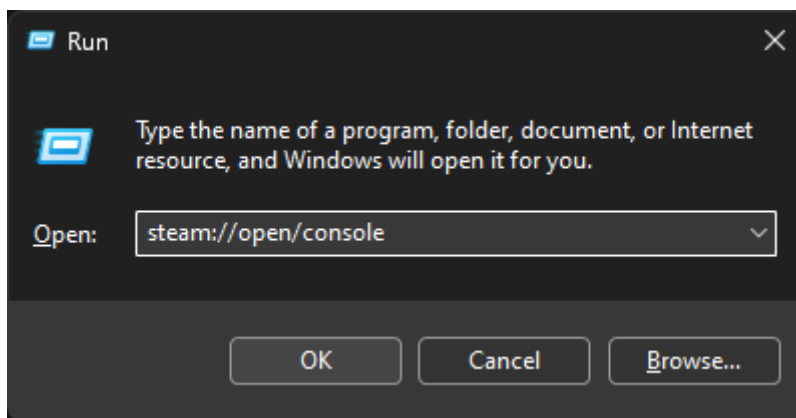 Run
Type the name of a program, folder, document, or Internet
resource, and Windows will open it for you.
Open: steam://open/console
OK Cancel Browse...